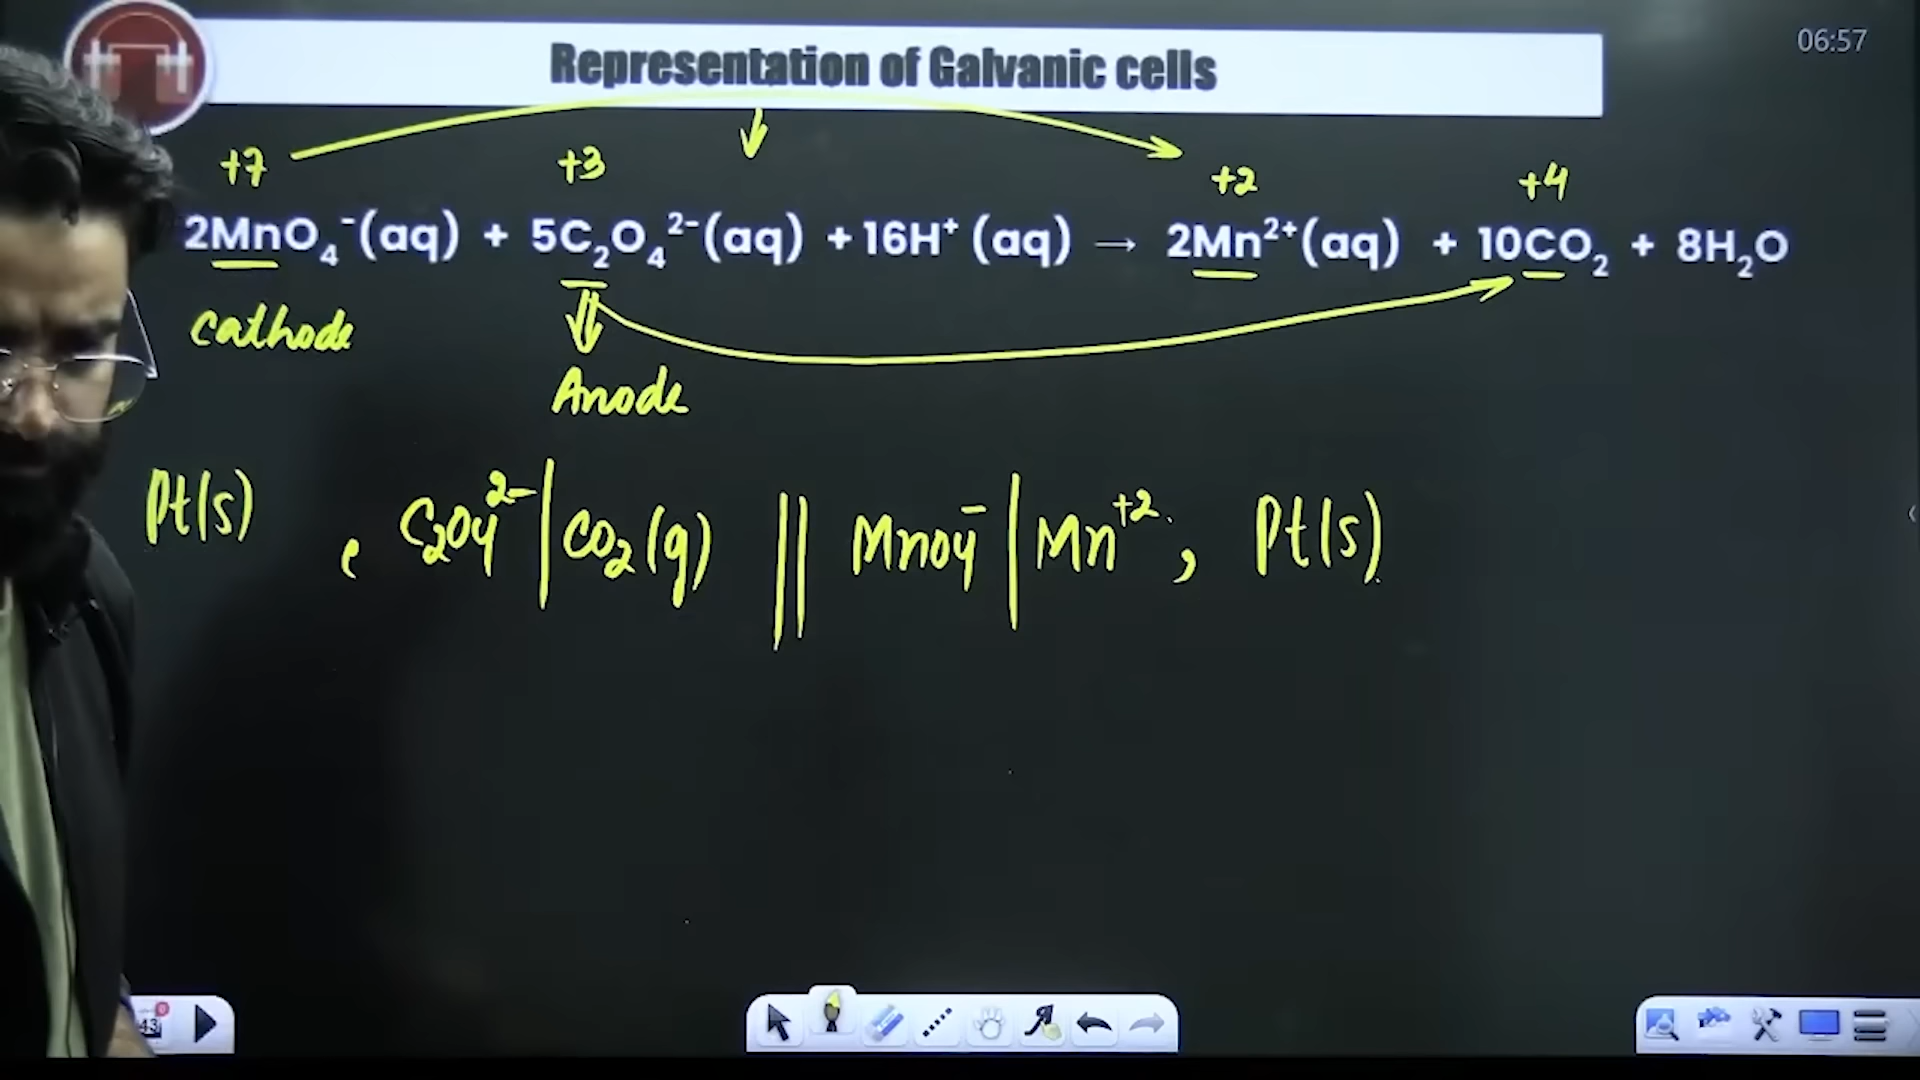 Representation of Galvanic cells
06:57
+7 +3 +2 +4
2MnO₄⁻(aq) + 5C₂O₄²⁻(aq) + 16H⁺ (aq) → 2Mn²⁺(aq) + 10CO₂ + 8H₂O
Cathode
Anode
Pt(s) , C₂O₄²⁻ | CO₂(g) || MnO₄⁻ | Mn⁺², Pt(s)
43